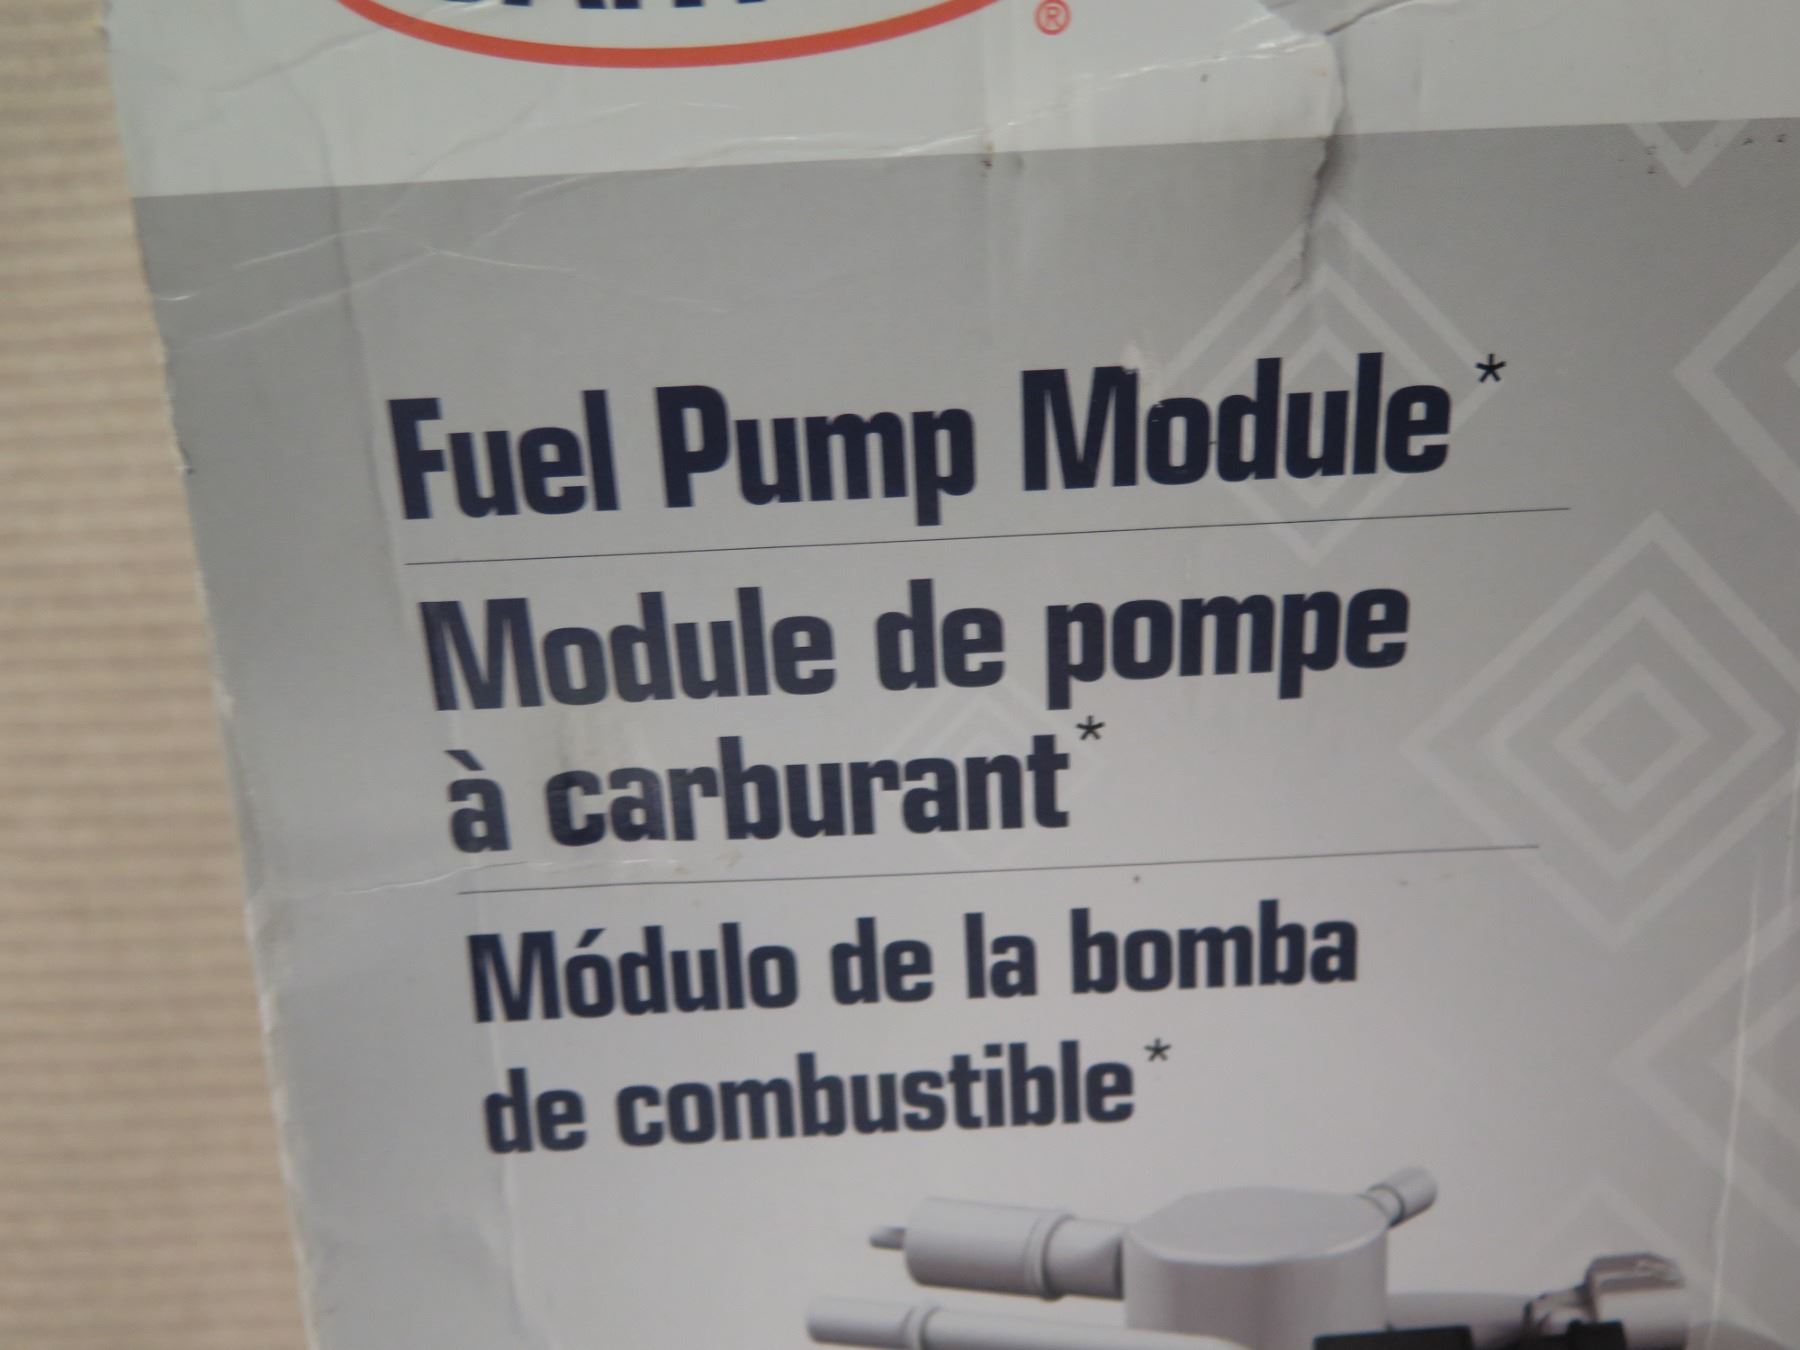 ®
Fuel Pump Module*
Module de pompe
à carburant*
Módulo de la bomba
de combustible*